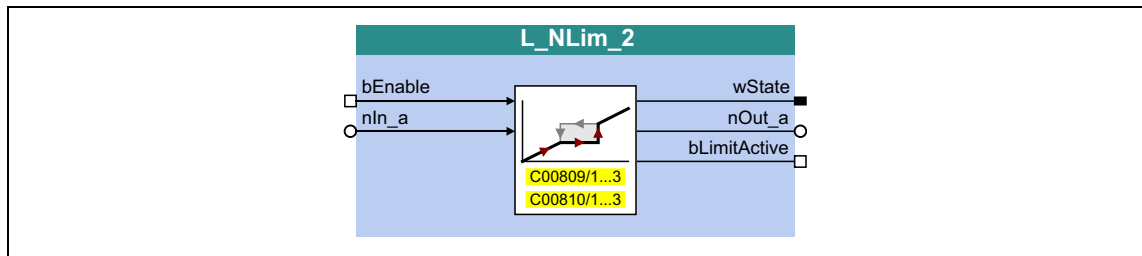 L_NLim_2
bEnable
nIn_a
wState
nOut_a
bLimitActive
C00809/1...3
C00810/1...3